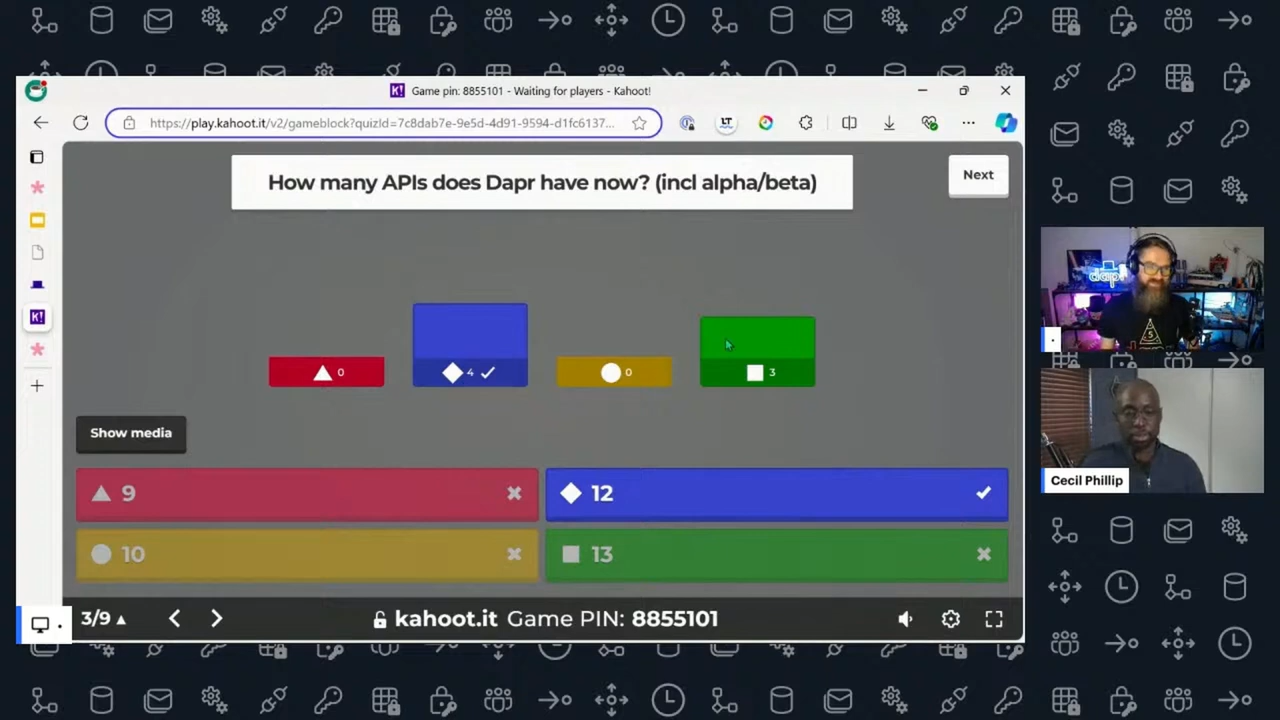 Game pin: 8855101 - Waiting for players - Kahoot!
https://play.kahoot.it/v2/gameblock?quizId=7c8dab7e-9e5d-4d91-9594-d1fc6137...
LT
How many APIs does Dapr have now? (incl alpha/beta)
Next
K!
0
4
0
3
Show media
9
12
10
13
3/9
kahoot.it Game PIN: 8855101
dapr
Cecil Phillip